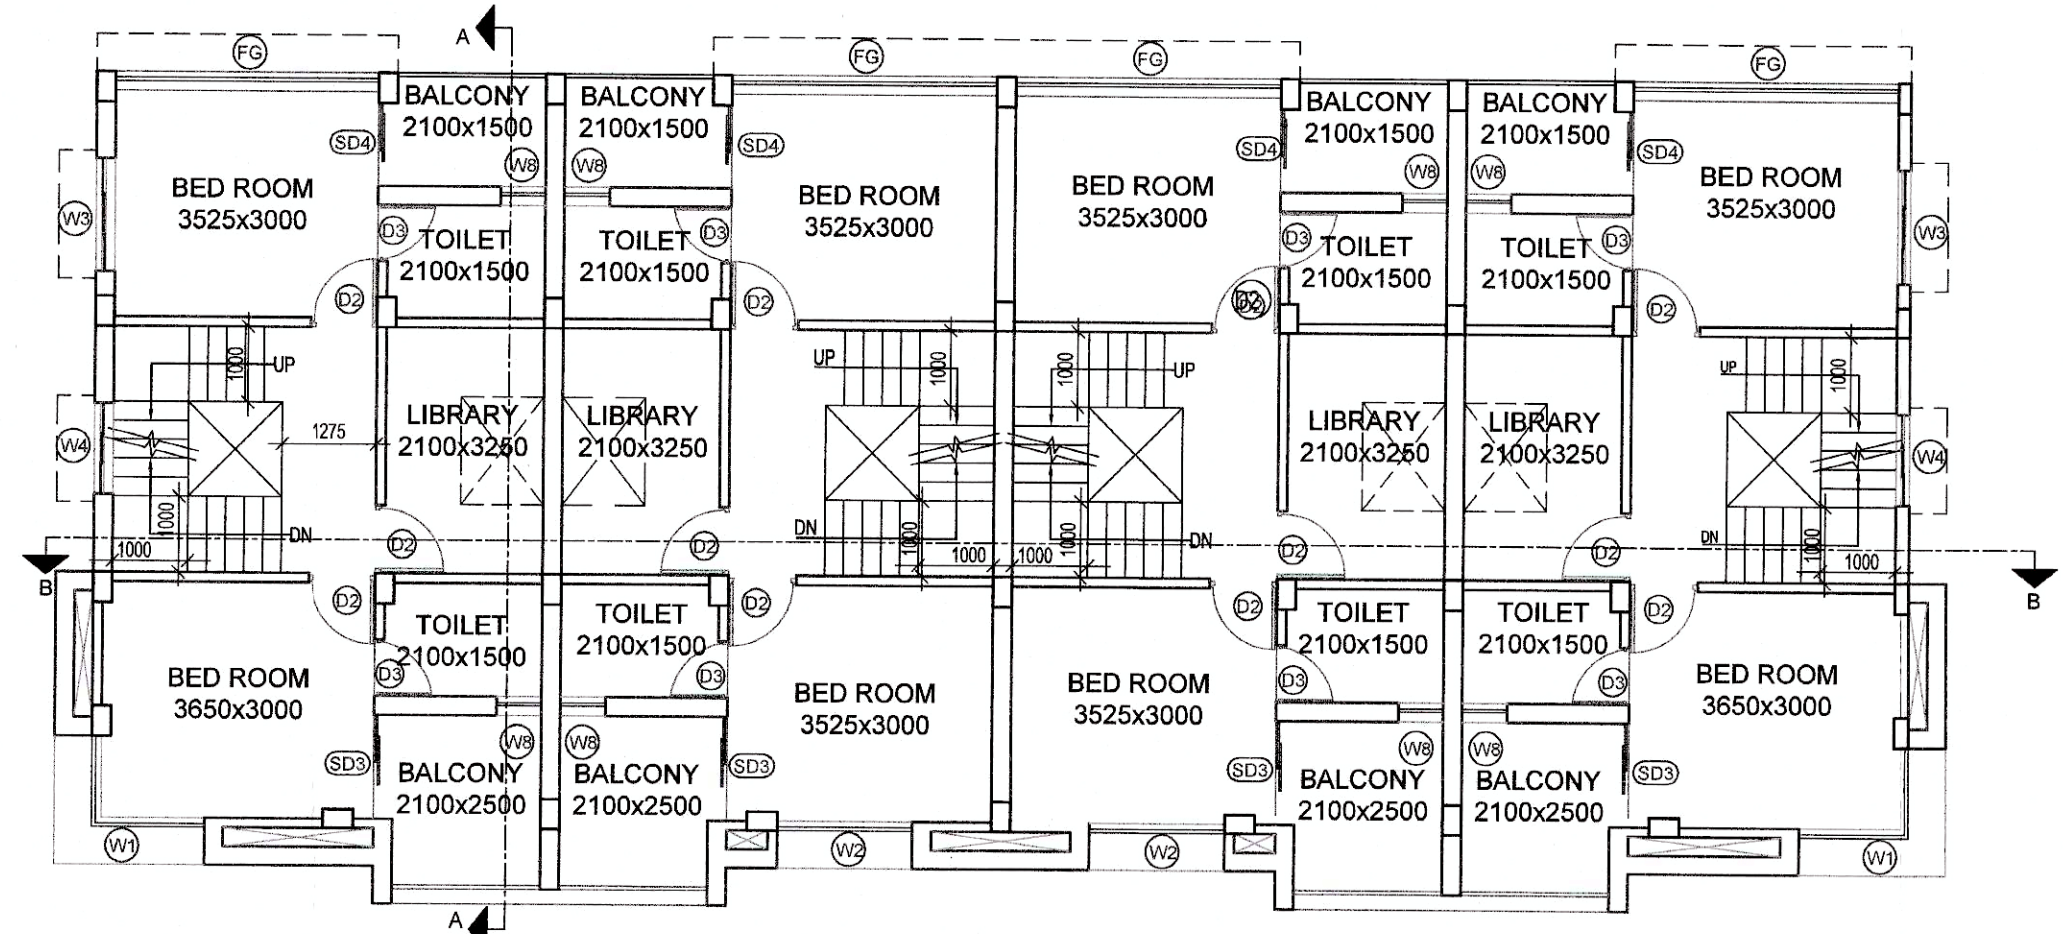 A
FG
FG
FG
FG
BALCONY
2100x1500
BALCONY
2100x1500
BALCONY
2100x1500
BALCONY
2100x1500
SD4
SD4
SD4
SD4
W8
W8
W8
W8
BED ROOM
3525x3000
BED ROOM
3525x3000
BED ROOM
3525x3000
BED ROOM
3525x3000
W3
W3
D3
D3
D3
D3
TOILET
2100x1500
TOILET
2100x1500
TOILET
2100x1500
TOILET
2100x1500
D2
D2
D2
D2
UP
1000
UP
1000
1000
UP
UP
1000
W4
1275
LIBRARY
2100x3250
LIBRARY
2100x3250
LIBRARY
2100x3250
LIBRARY
2100x3250
W4
1000
DN
1000
DN
1000
1000
1000
1000
DN
DN
1000
1000
D2
D2
D2
D2
B
B
D2
D2
D2
D2
TOILET
2100x1500
TOILET
2100x1500
TOILET
2100x1500
TOILET
2100x1500
D3
D3
D3
D3
BED ROOM
3650x3000
BED ROOM
3525x3000
BED ROOM
3525x3000
BED ROOM
3650x3000
W8
W8
W8
W8
SD3
SD3
SD3
SD3
BALCONY
2100x2500
BALCONY
2100x2500
BALCONY
2100x2500
BALCONY
2100x2500
W1
W2
W2
W1
A